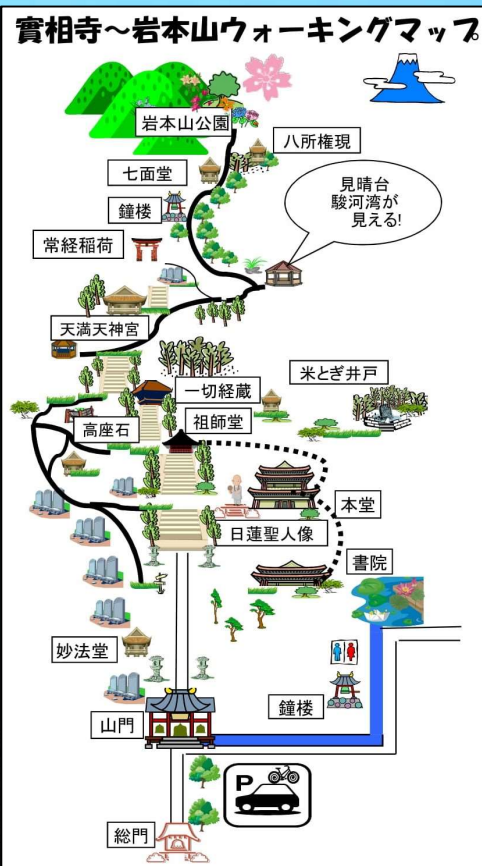 實相寺～岩本山ウォーキングマップ
岩本山公園
八所権現
七面堂
見晴台
駿河湾が
見える!
鐘楼
常経稲荷
天満天神宮
一切経蔵
米とぎ井戸
高座石
祖師堂
本堂
日蓮聖人像
書院
妙法堂
鐘楼
山門
P
総門